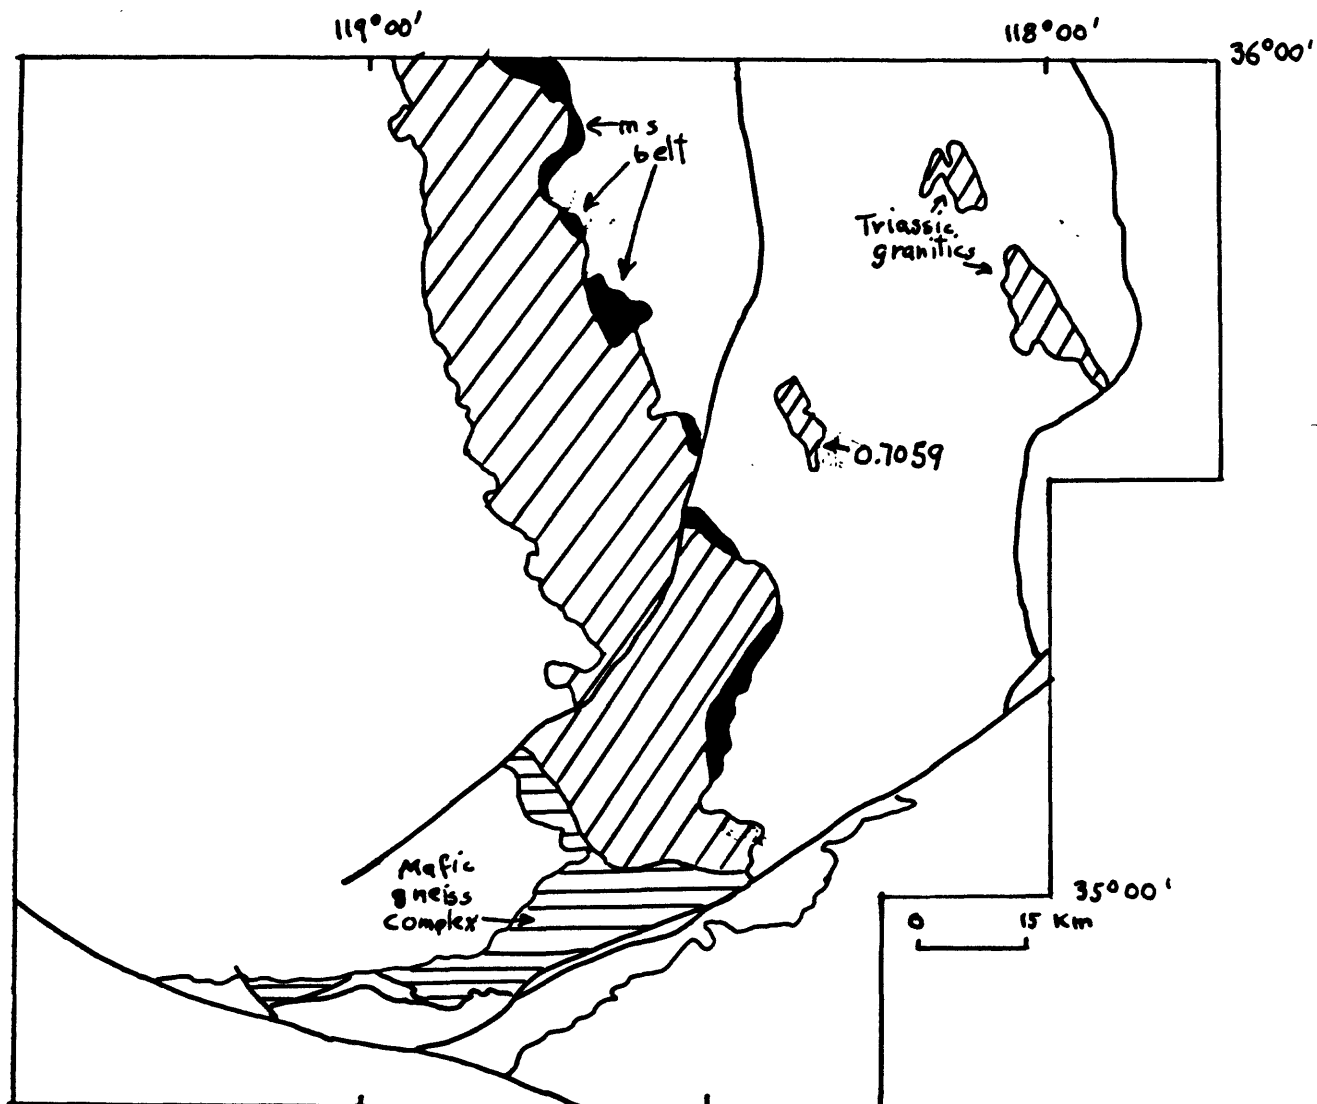 119°00'
118°00'
36°00'
ms
belt
Triassic
granitics
0.7059
Mafic
gneiss
complex
35°00'
0 15 Km